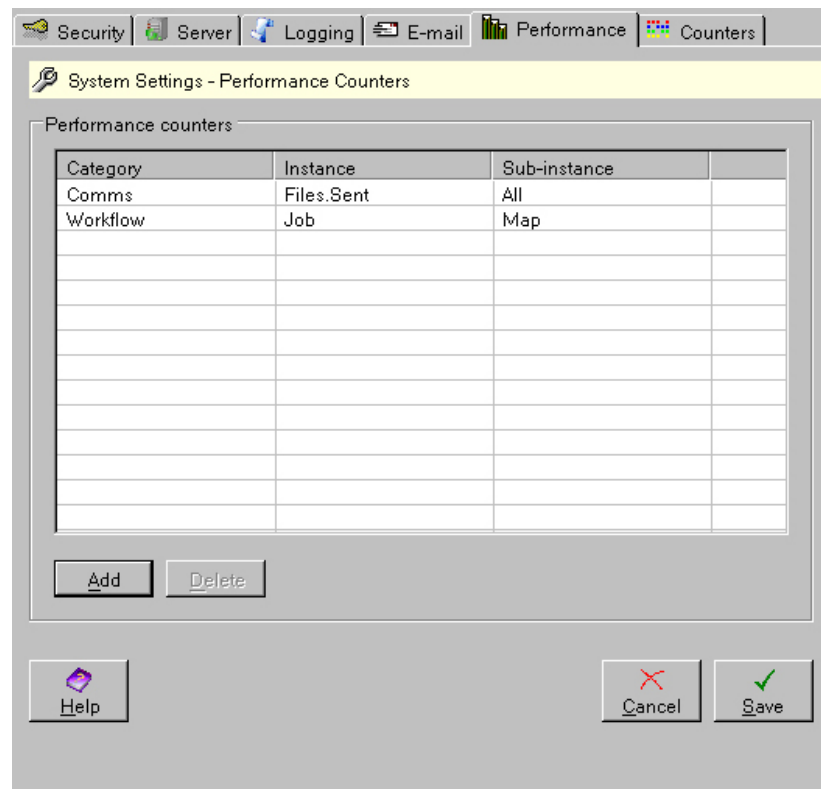 Security Server Logging E-mail Performance Counters
System Settings - Performance Counters
Performance counters
Category Instance Sub-instance
Comms Files.Sent All
Workflow Job Map
Add Delete
Help Cancel Save